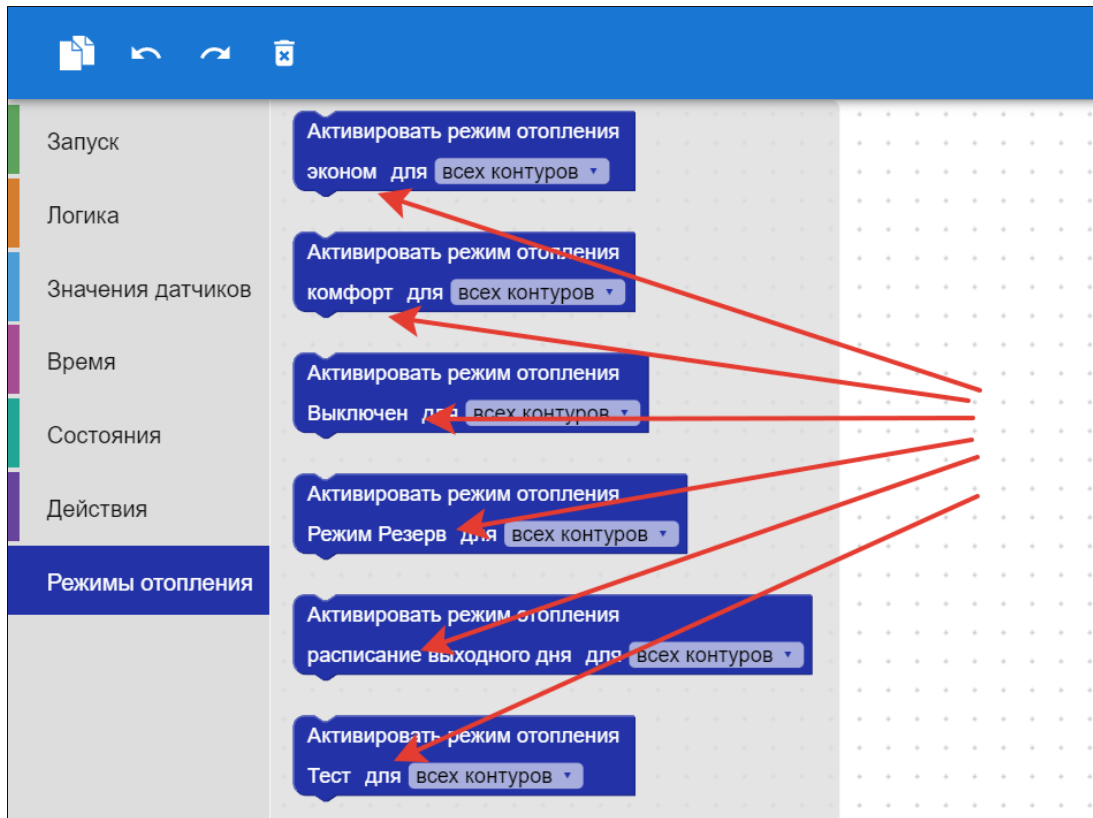 Запуск
Логика
Значения датчиков
Время
Состояния
Действия
Режимы отопления
Активировать режим отопления
эконом для всех контуров
Активировать режим отопления
комфорт для всех контуров
Активировать режим отопления
Выключен для всех контуров
Активировать режим отопления
Режим Резерв для всех контуров
Активировать режим отопления
расписание выходного дня для всех контуров
Активировать режим отопления
Тест для всех контуров